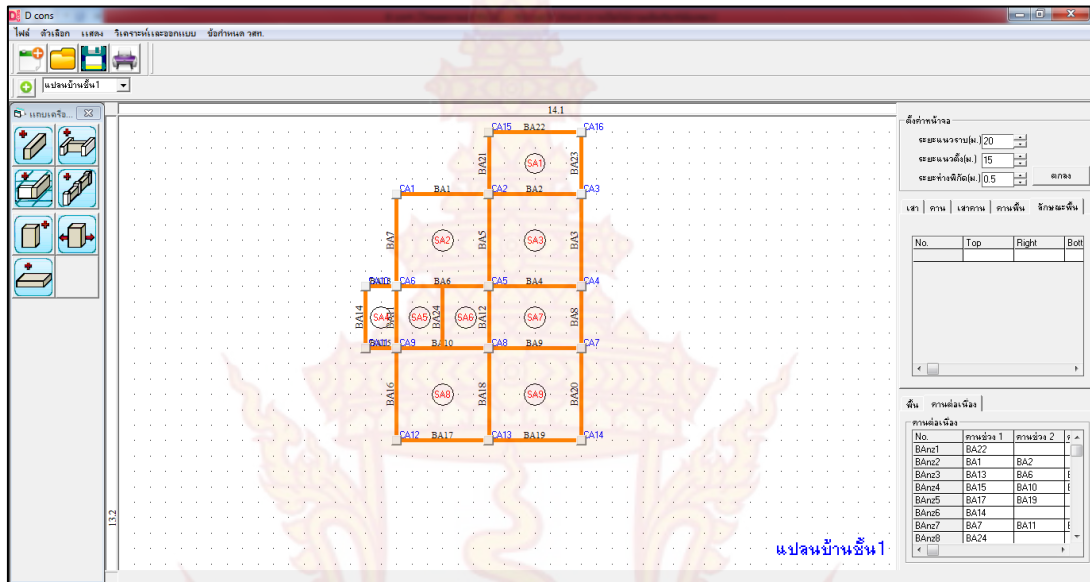 D cons
ไฟล์ ตัวเลือก แสดง วิเคราะห์และออกแบบ ข้อกำหนด วสท.
แปลนบ้านชั้น1
แถบเครือ...
14.1
13.2
CA15 BA22 CA16
BA21 SA1 BA23
CA1 BA1 CA2 BA2 CA3
BA7 SA2 BA5 SA3 BA3
CA6 BA6 CA5 BA4 CA4
BA14 SA4 SA5 BA24 SA6 BA12 SA7 BA8
CA9 BA10 CA8 BA9 CA7
BA16 SA8 BA18 SA9 BA20
CA12 BA17 CA13 BA19 CA14
แปลนบ้านชั้น1
ตั้งค่าหน้าจอ
ระยะแนวราบ(ม.) 20
ระยะแนวดิ่ง(ม.) 15
ระยะห่างพิกัด(ม.) 0.5 ตกลง
เสา คาน เสาคาน คานพื้น ลักษณะพื้น
No. Top Right Bott
พื้น คานต่อเนื่อง
คานต่อเนื่อง
No. คานช่วง 1 คานช่วง 2
BAnz1 BA22
BAnz2 BA1 BA2
BAnz3 BA13 BA6
BAnz4 BA15 BA10
BAnz5 BA17 BA19
BAnz6 BA14
BAnz7 BA7 BA11
BAnz8 BA24